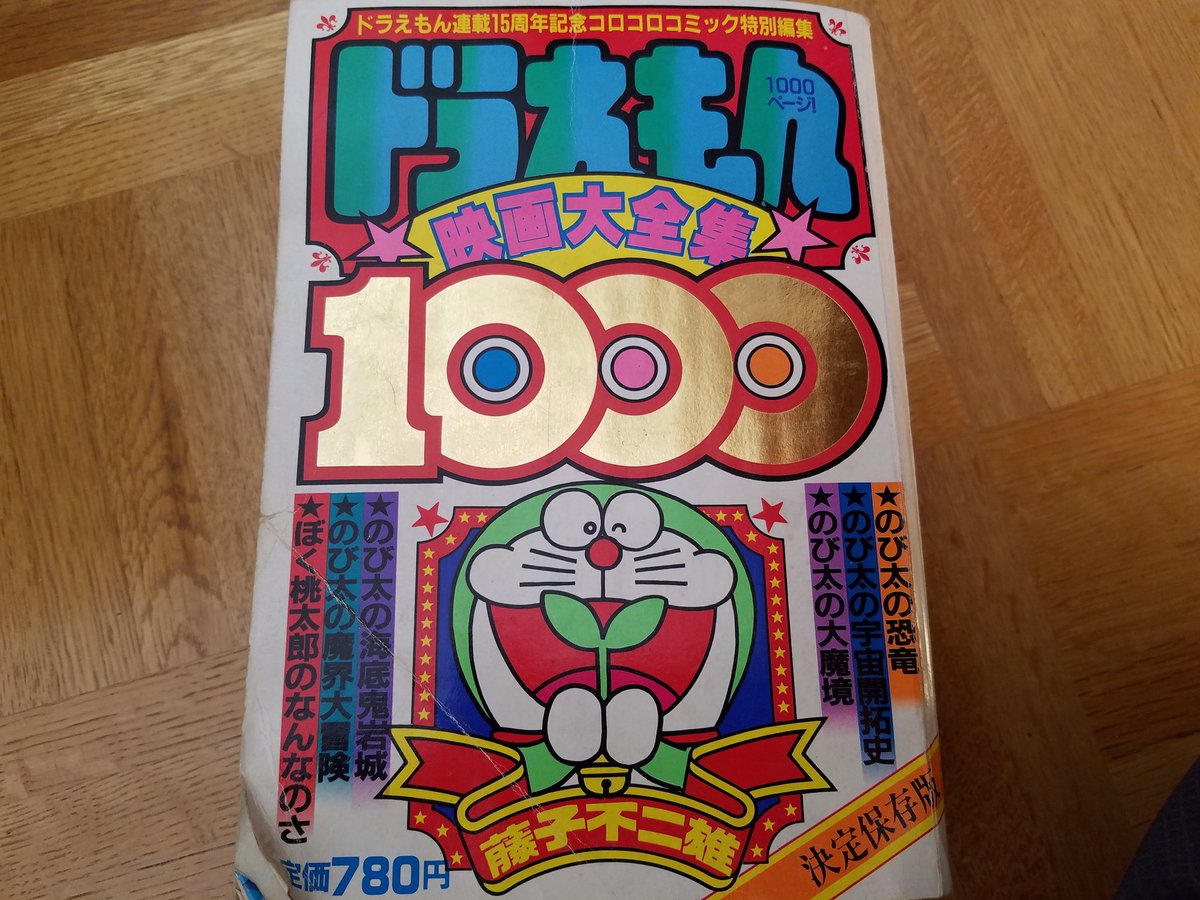 ドラえもん連載15周年記念コロコロコミック特別編集
ドラえもん
1000
ページ!
映画大全集
1000
★のび太の恐竜
★のび太の宇宙開拓史
★のび太の大魔境
★のび太の海底鬼岩城
★のび太の魔界大冒険
★ぼく桃太郎のなんなのさ
藤子不二雄
決定保存版
定価780円